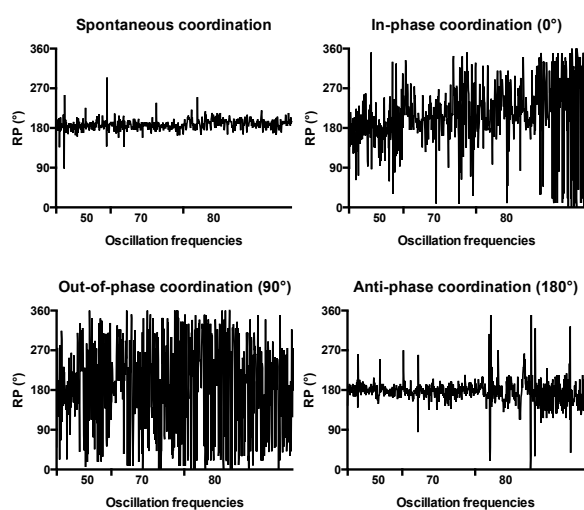 Spontaneous coordination
360
270
180
90
0
RP (°)
50 70 80
Oscillation frequencies
In-phase coordination (0°)
360
270
180
90
0
RP (°)
50 70 80
Oscillation frequencies
Out-of-phase coordination (90°)
360
270
180
90
0
RP (°)
50 70 80
Oscillation frequencies
Anti-phase coordination (180°)
360
270
180
90
0
RP (°)
50 70 80
Oscillation frequencies